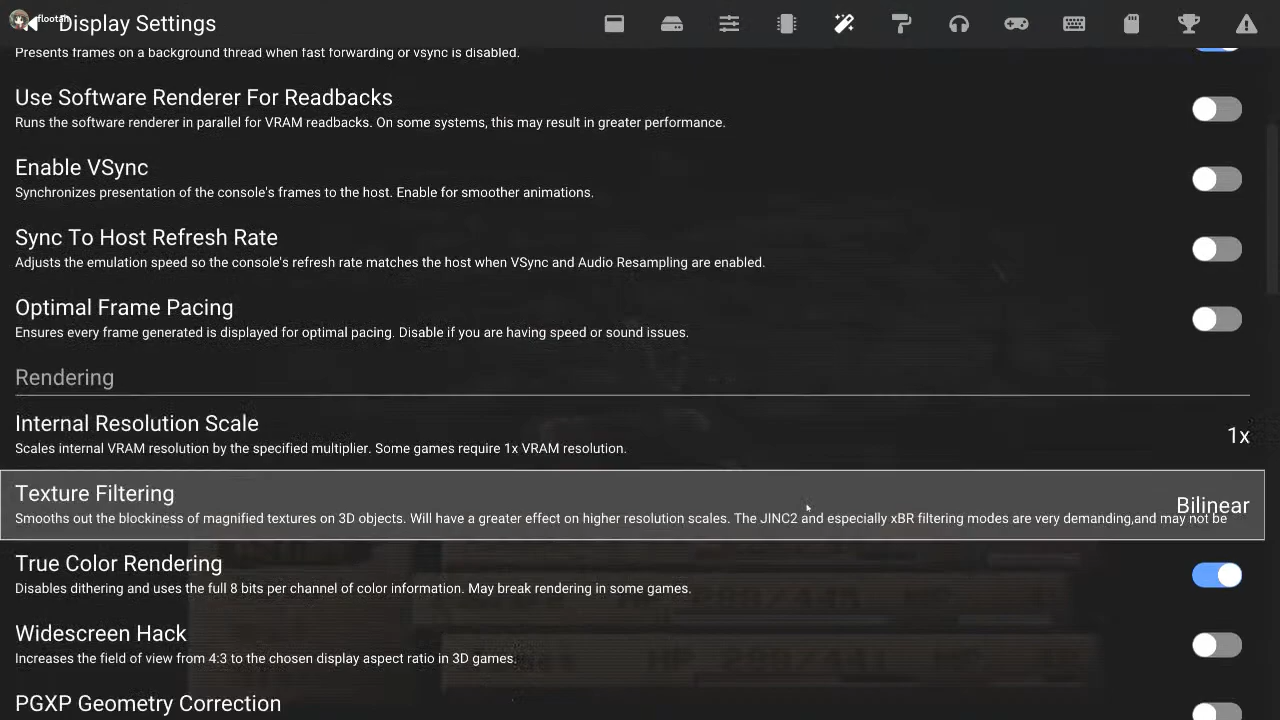 flootan
Display Settings
Presents frames on a background thread when fast forwarding or vsync is disabled.
Use Software Renderer For Readbacks
Runs the software renderer in parallel for VRAM readbacks. On some systems, this may result in greater performance.
Enable VSync
Synchronizes presentation of the console's frames to the host. Enable for smoother animations.
Sync To Host Refresh Rate
Adjusts the emulation speed so the console's refresh rate matches the host when VSync and Audio Resampling are enabled.
Optimal Frame Pacing
Ensures every frame generated is displayed for optimal pacing. Disable if you are having speed or sound issues.
Rendering
Internal Resolution Scale
Scales internal VRAM resolution by the specified multiplier. Some games require 1x VRAM resolution.
1x
Texture Filtering
Smooths out the blockiness of magnified textures on 3D objects. Will have a greater effect on higher resolution scales. The JINC2 and especially xBR filtering modes are very demanding,and may not be
Bilinear
True Color Rendering
Disables dithering and uses the full 8 bits per channel of color information. May break rendering in some games.
Widescreen Hack
Increases the field of view from 4:3 to the chosen display aspect ratio in 3D games.
PGXP Geometry Correction